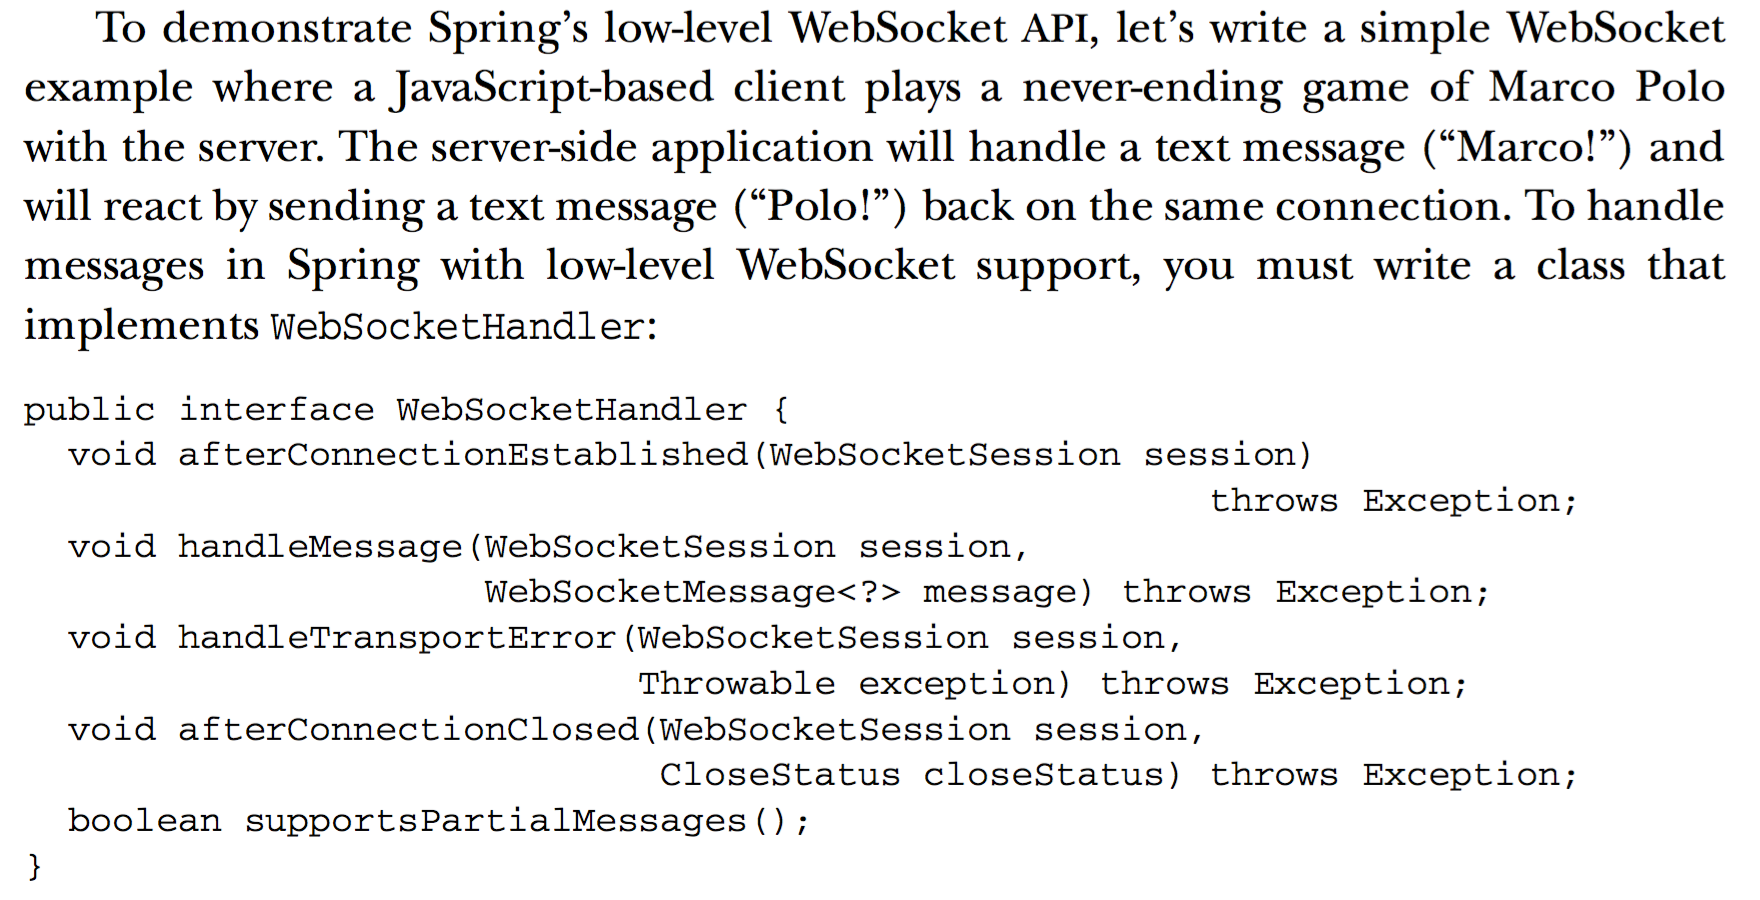 To demonstrate Spring’s low-level WebSocket API, let’s write a simple WebSocket
example where a JavaScript-based client plays a never-ending game of Marco Polo
with the server. The server-side application will handle a text message (“Marco!”) and
will react by sending a text message (“Polo!”) back on the same connection. To handle
messages in Spring with low-level WebSocket support, you must write a class that
implements WebSocketHandler:
public interface WebSocketHandler {
  void afterConnectionEstablished(WebSocketSession session)
                                                    throws Exception;
  void handleMessage(WebSocketSession session,
                     WebSocketMessage<?> message) throws Exception;
  void handleTransportError(WebSocketSession session,
                            Throwable exception) throws Exception;
  void afterConnectionClosed(WebSocketSession session,
                             CloseStatus closeStatus) throws Exception;
  boolean supportsPartialMessages();
}